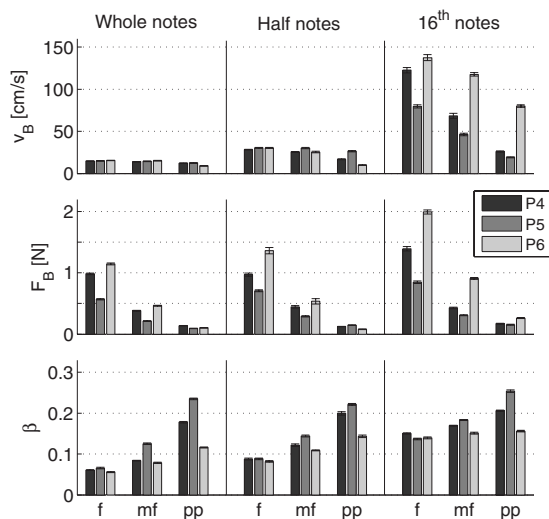 Whole notes Half notes 16th notes
150
100
50
0
vB [cm/s]
2
1
0
FB [N]
P4
P5
P6
0.3
0.2
0.1
0
β
f mf pp f mf pp f mf pp